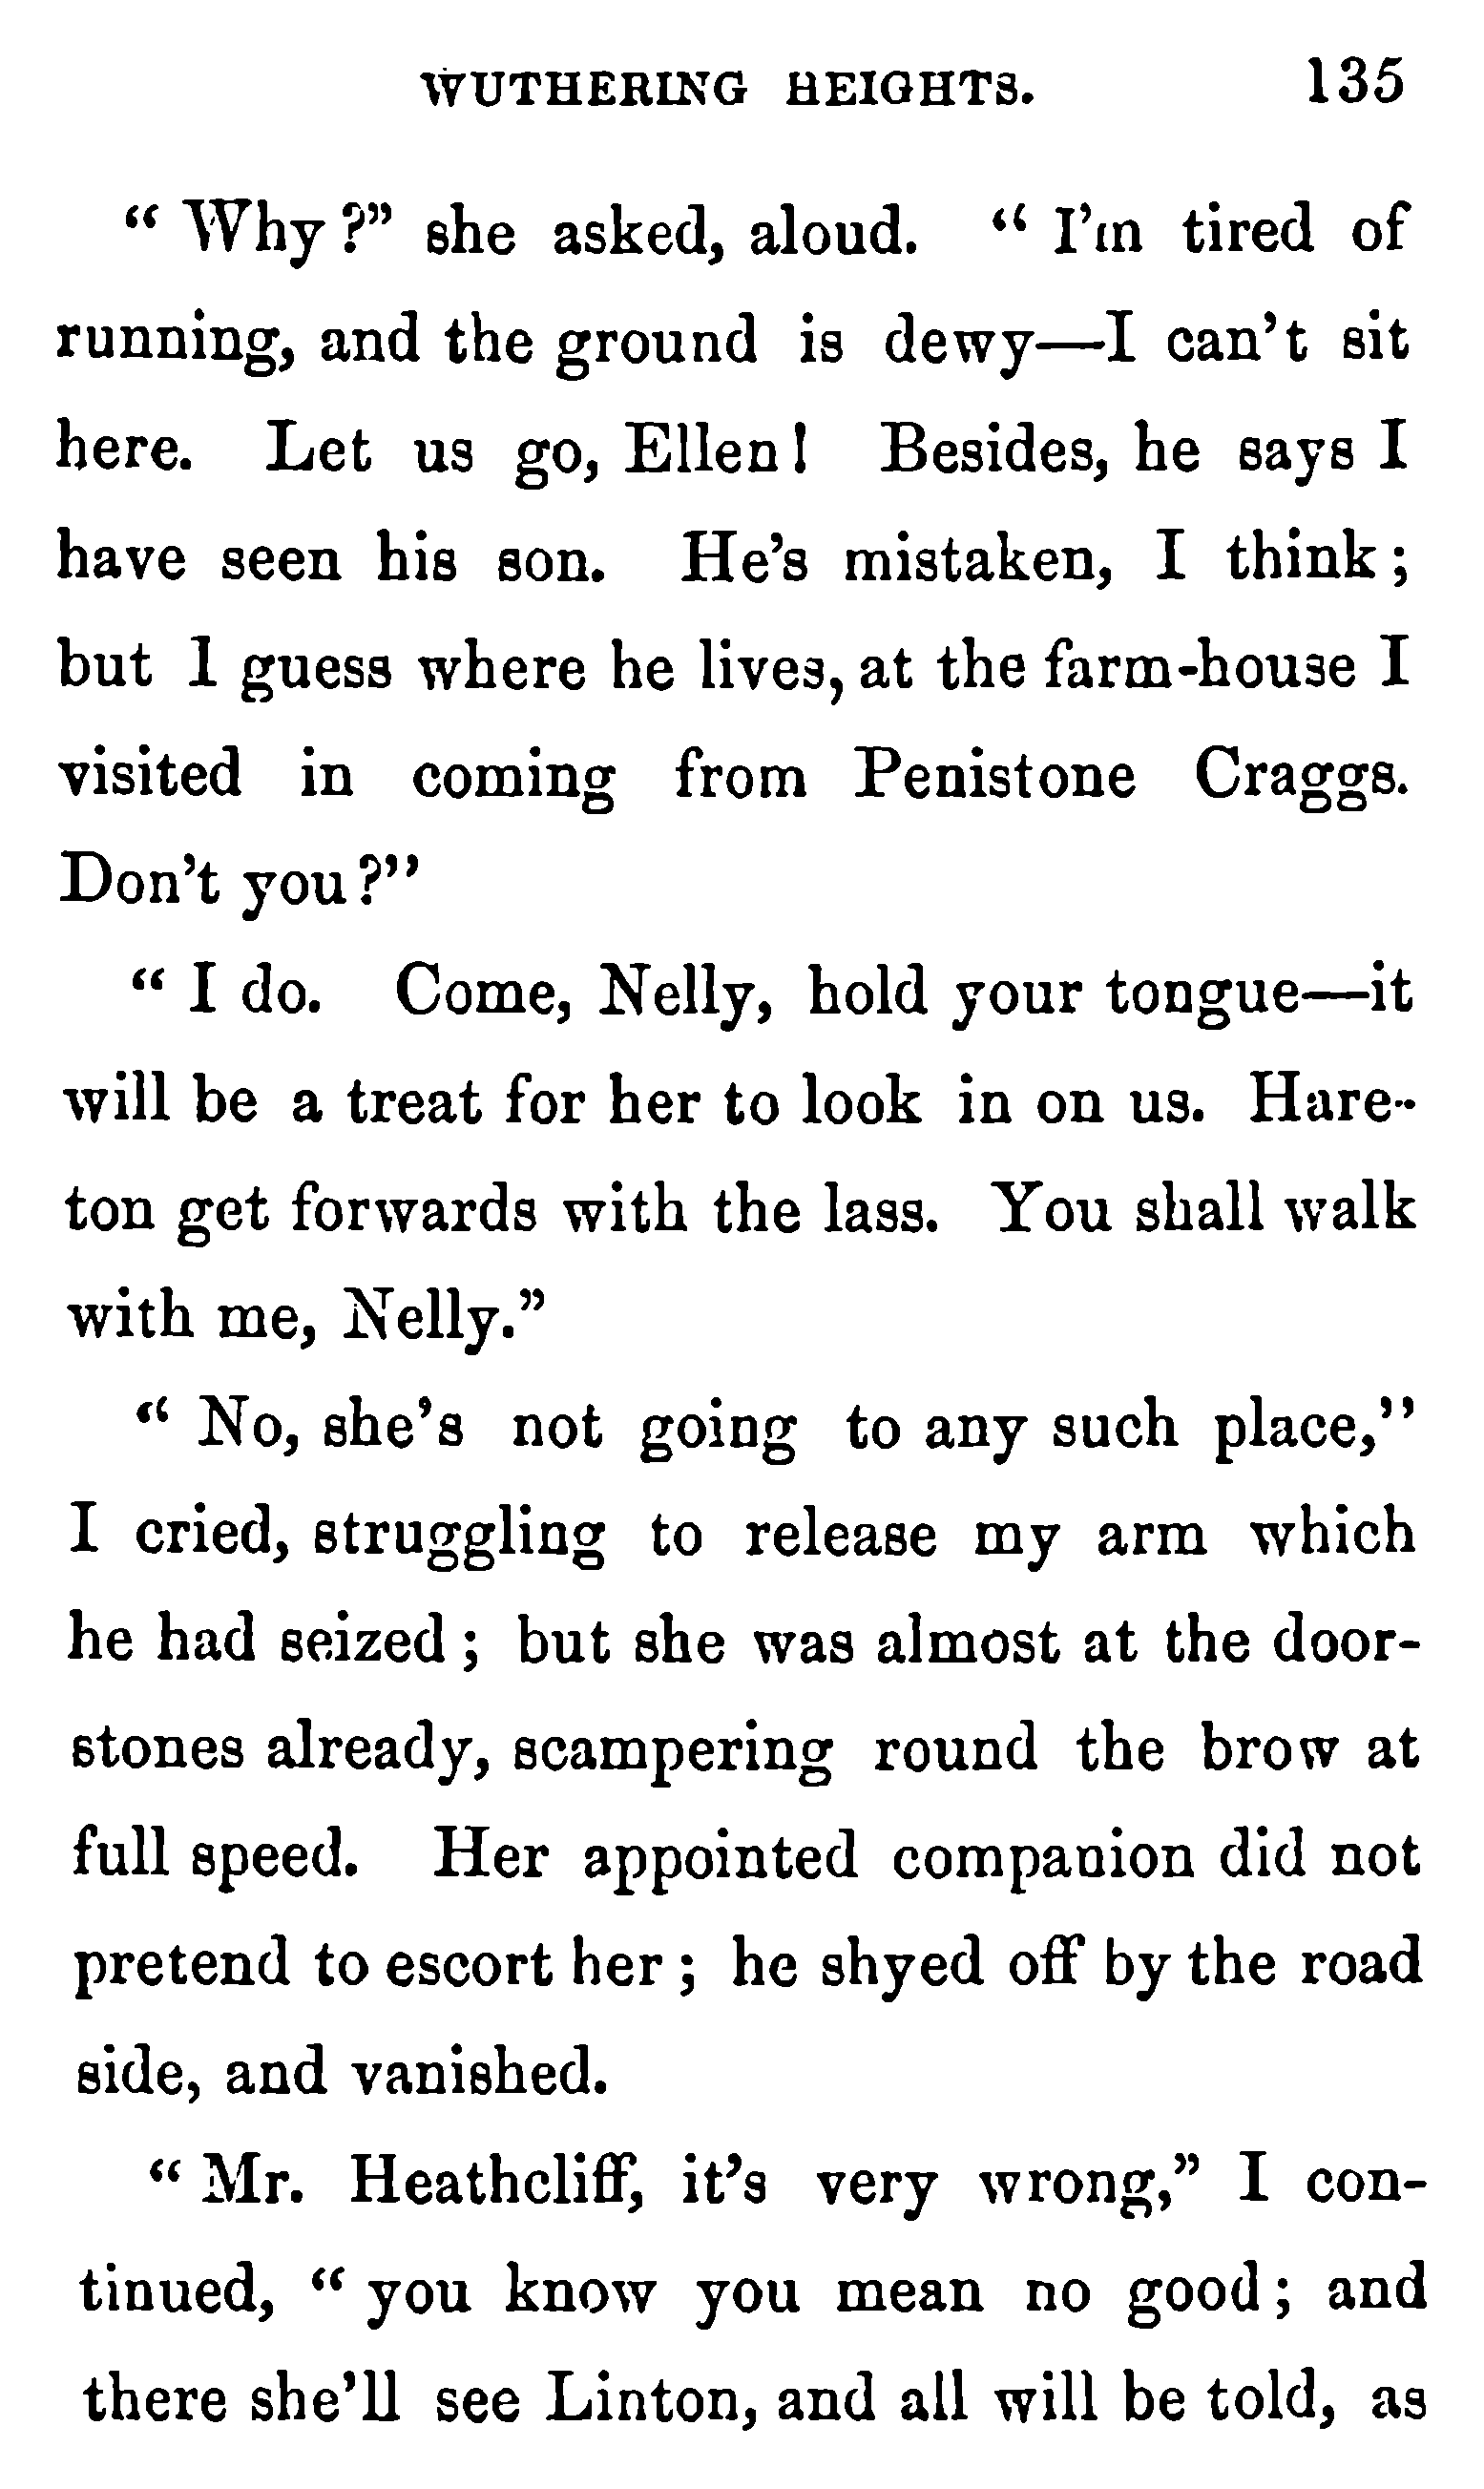 WUTHERING HEIGHTS. 135
“ Why?” she asked, aloud. “ I’m tired of
running, and the ground is dewy—I can’t sit
here. Let us go, Ellen! Besides, he says I
have seen his son. He’s mistaken, I think;
but I guess where he lives, at the farm-house I
visited in coming from Penistone Craggs.
Don’t you?”
“ I do. Come, Nelly, hold your tongue—it
will be a treat for her to look in on us. Hare-
ton get forwards with the lass. You shall walk
with me, Nelly.”
“ No, she’s not going to any such place,”
I cried, struggling to release my arm which
he had seized; but she was almost at the door-
stones already, scampering round the brow at
full speed. Her appointed companion did not
pretend to escort her; he shyed off by the road
side, and vanished.
“ Mr. Heathcliff, it’s very wrong,” I con-
tinued, “ you know you mean no good; and
there she’ll see Linton, and all will be told, as